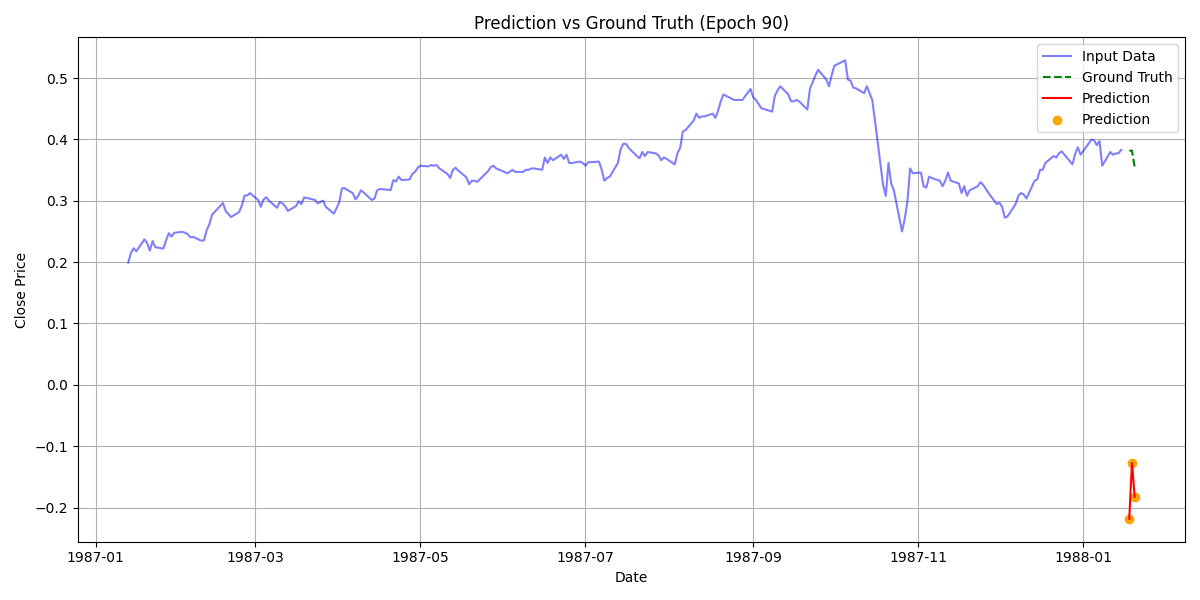 Prediction vs Ground Truth (Epoch 90)
Input Data
Ground Truth
Prediction
Prediction
Close Price
0.5
0.4
0.3
0.2
0.1
0.0
−0.1
−0.2
1987-01
1987-03
1987-05
1987-07
1987-09
1987-11
1988-01
Date